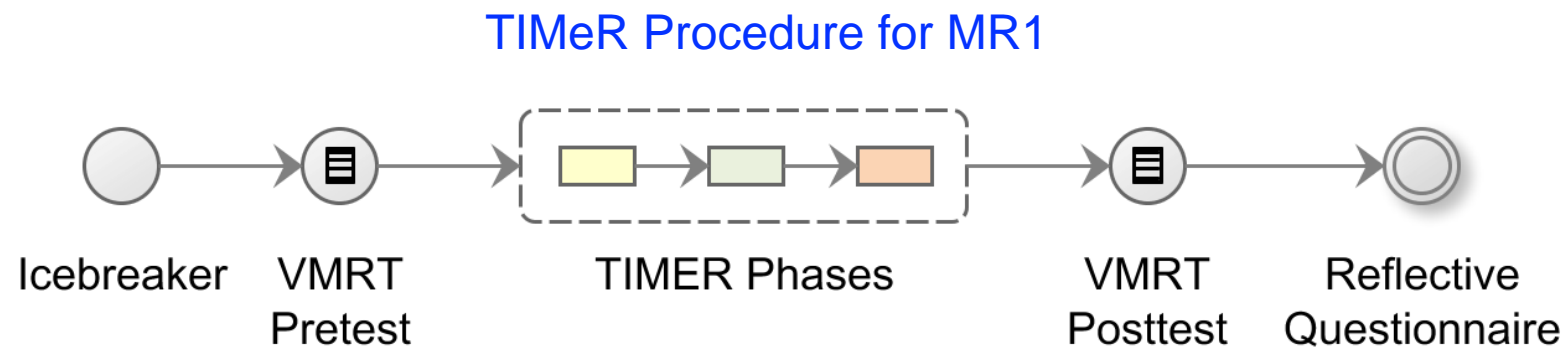 TIMeR Procedure for MR1
Icebreaker
VMRT
Pretest
TIMER Phases
VMRT
Posttest
Reflective
Questionnaire